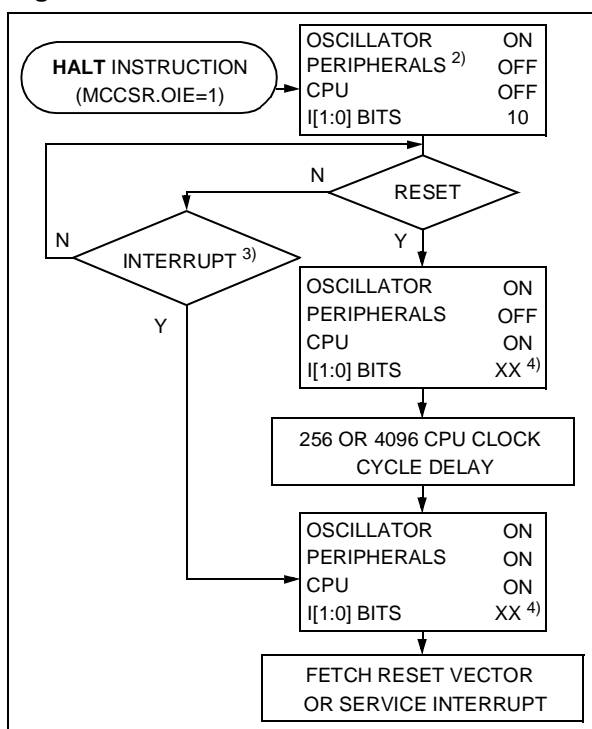 HALT INSTRUCTION
(MCCSR.OIE=1)
OSCILLATOR ON
PERIPHERALS 2) OFF
CPU OFF
I[1:0] BITS 10
RESET
N
Y
INTERRUPT 3)
N
Y
OSCILLATOR ON
PERIPHERALS OFF
CPU ON
I[1:0] BITS XX 4)
256 OR 4096 CPU CLOCK
CYCLE DELAY
OSCILLATOR ON
PERIPHERALS ON
CPU ON
I[1:0] BITS XX 4)
FETCH RESET VECTOR
OR SERVICE INTERRUPT